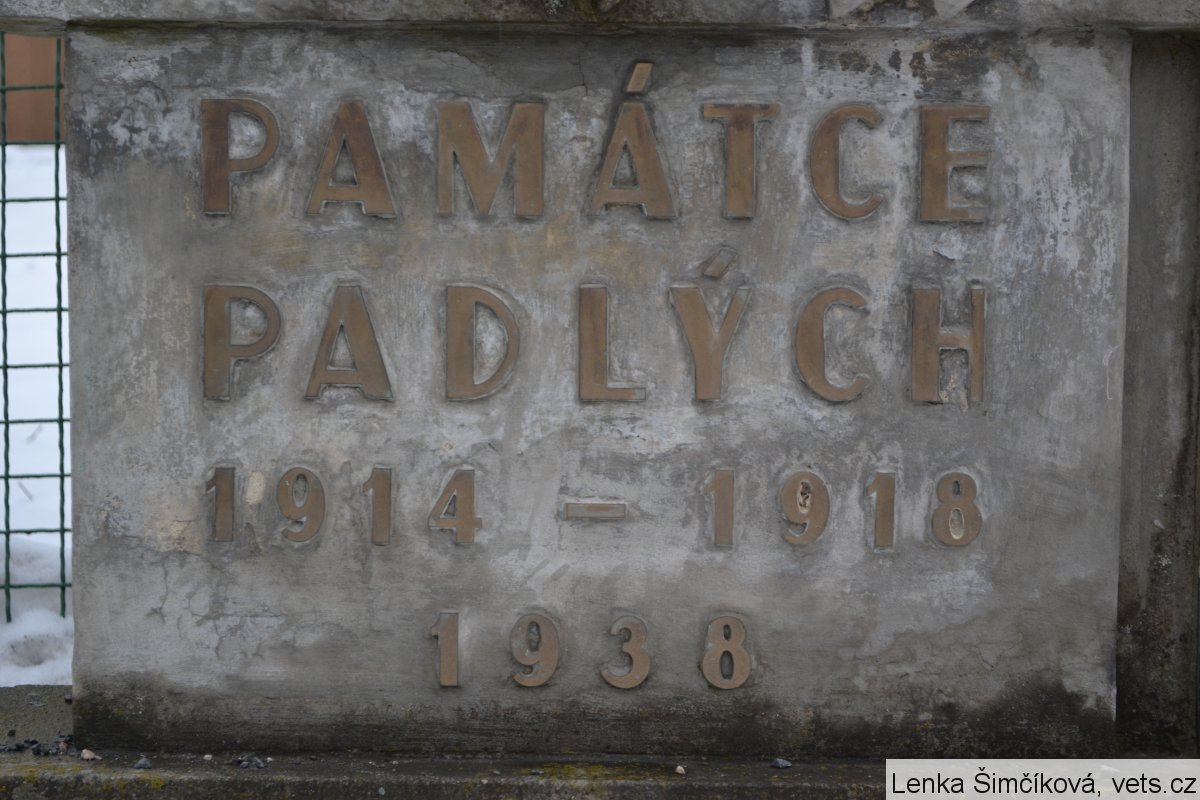 PAMÁTCE
PADLÝCH
1914 – 1918
1938
Lenka Šimčíková, vets.cz